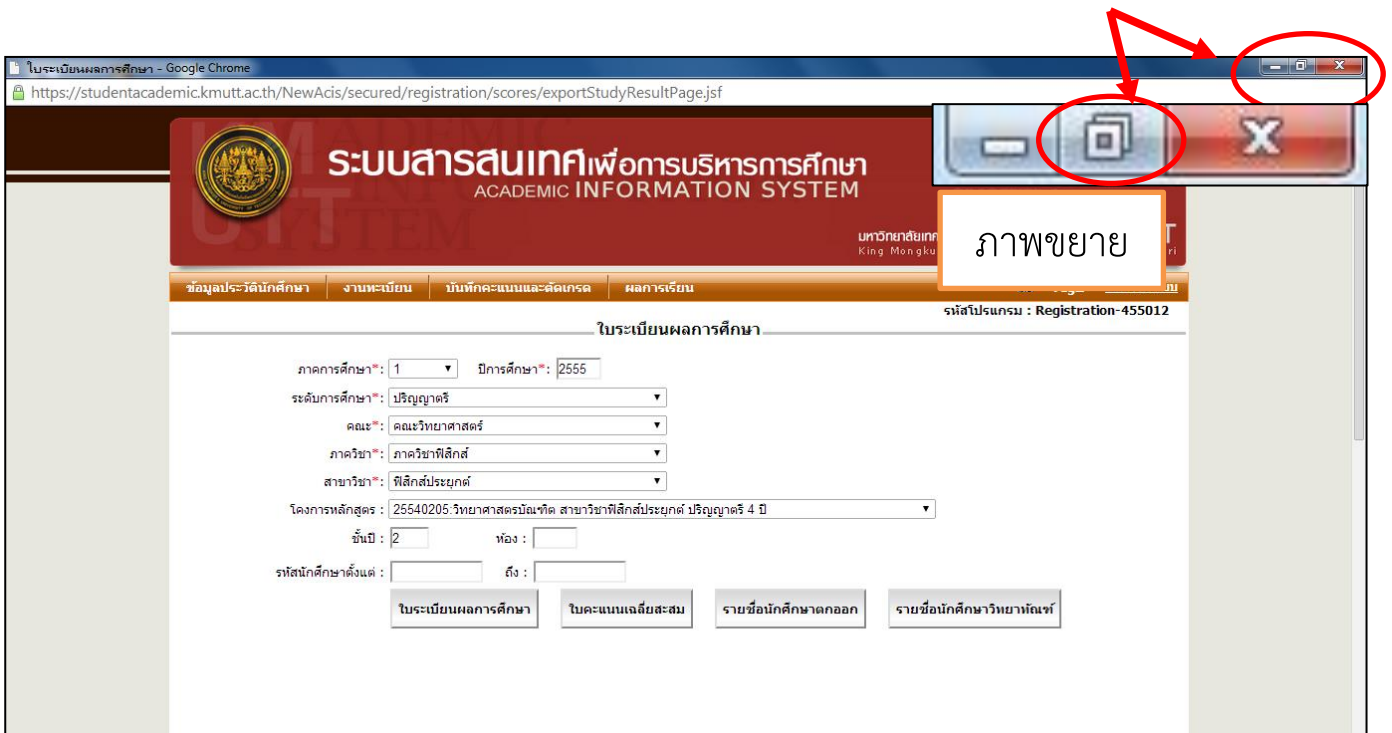 ใบระเบียนผลการศึกษา - Google Chrome
https://studentacademic.kmutt.ac.th/NewAcis/secured/registration/scores/exportStudyResultPage.jsf
ระบบสารสนเทศเพื่อการบริหารการศึกษา
ACADEMIC INFORMATION SYSTEM
ภาพขยาย
ข้อมูลประวัตินักศึกษา งานทะเบียน บันทึกคะแนนและตัดเกรด ผลการเรียน
รหัสโปรแกรม : Registration-455012
ใบระเบียนผลการศึกษา
ภาคการศึกษา*: 1 ปีการศึกษา*: 2555
ระดับการศึกษา*: ปริญญาตรี
คณะ*: คณะวิทยาศาสตร์
ภาควิชา*: ภาควิชาฟิสิกส์
สาขาวิชา*: ฟิสิกส์ประยุกต์
โครงการหลักสูตร : 25540205:วิทยาศาสตรบัณฑิต สาขาวิชาฟิสิกส์ประยุกต์ ปริญญาตรี 4 ปี
ชั้นปี : 2 ห้อง :
รหัสนักศึกษาตั้งแต่ : ถึง :
ใบระเบียนผลการศึกษา ใบคะแนนเฉลี่ยสะสม รายชื่อนักศึกษาตกออก รายชื่อนักศึกษาวิทยาทัณฑ์